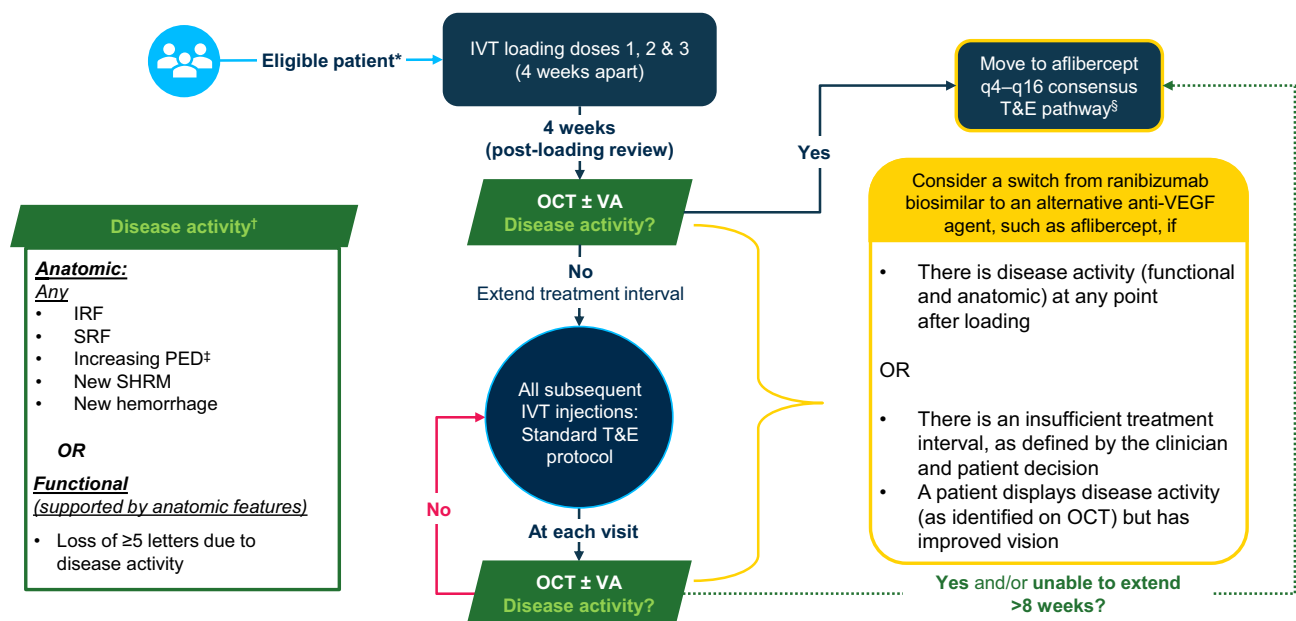 Eligible patient*
IVT loading doses 1, 2 & 3
(4 weeks apart)
4 weeks
(post-loading review)
OCT ± VA
Disease activity?
Yes
Move to aflibercept
q4–q16 consensus
T&E pathway§
No
Extend treatment interval
All subsequent
IVT injections:
Standard T&E
protocol
No
At each visit
OCT ± VA
Disease activity?
Yes and/or unable to extend
>8 weeks?
Disease activity†
Anatomic:
Any
• IRF
• SRF
• Increasing PED‡
• New SHRM
• New hemorrhage
OR
Functional
(supported by anatomic features)
• Loss of ≥5 letters due to
disease activity
Consider a switch from ranibizumab
biosimilar to an alternative anti-VEGF
agent, such as aflibercept, if
• There is disease activity (functional
and anatomic) at any point
after loading
OR
• There is an insufficient treatment
interval, as defined by the clinician
and patient decision
• A patient displays disease activity
(as identified on OCT) but has
improved vision